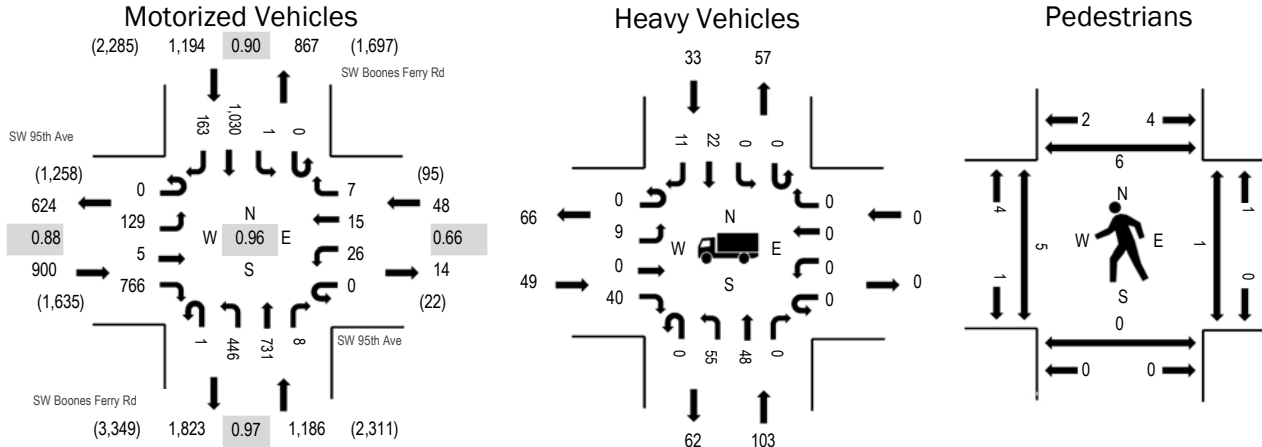 Motorized Vehicles
(2,285) 1,194 0.90 867 (1,697)
SW Boones Ferry Rd
163 1,030 1 0
SW 95th Ave
(1,258) 0 7 (95)
624 129 15 48
N
0.88 W 0.96 E 0.66
S
900 5 26 14
(1,635) 766 0 (22)
1 446 731 8
SW 95th Ave
SW Boones Ferry Rd
(3,349) 1,823 0.97 1,186 (2,311)
Heavy Vehicles
33 57
11 22 0 0
0 0
66 9 0 0
N
W E
S
49 0 0 0
40 0
0 55 48 0
62 103
Pedestrians
2 4
6
N
4 5 W E 1 1
1 S 0
0
0 0